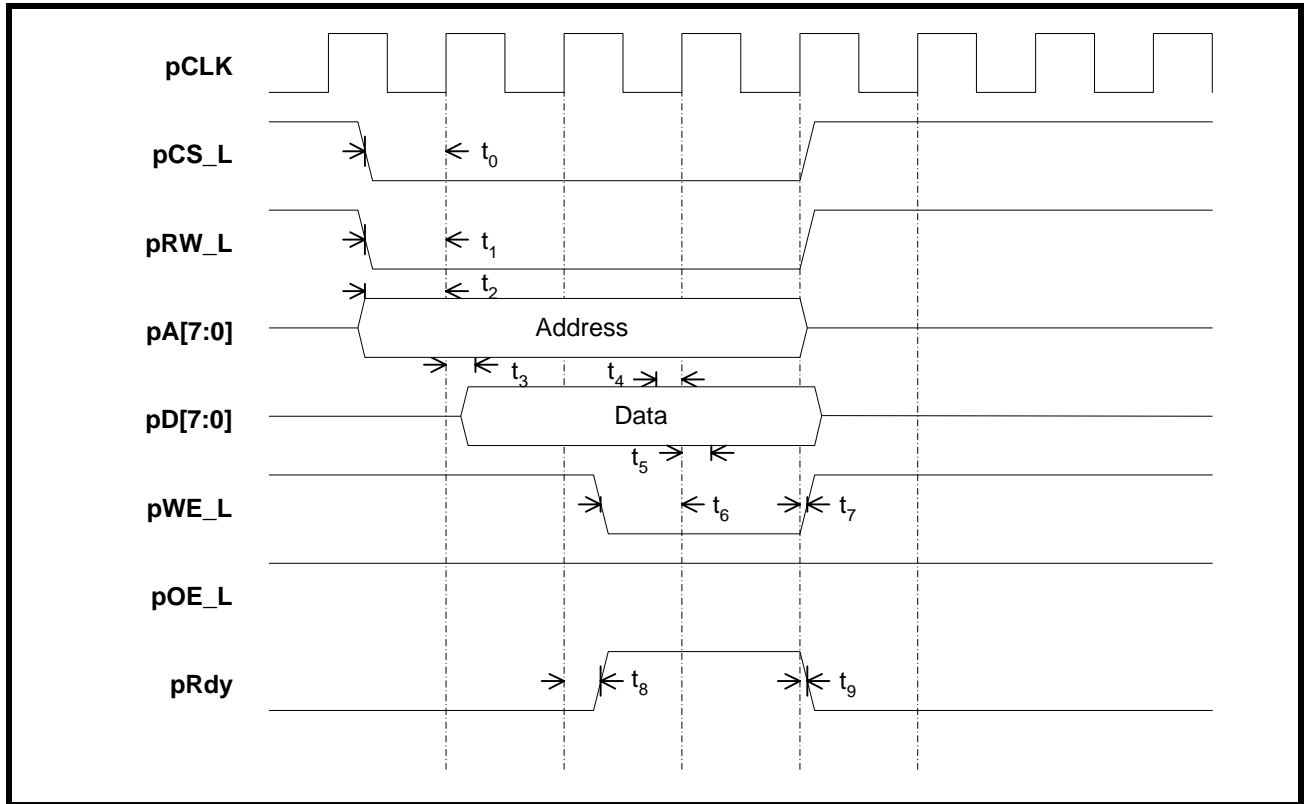 pCLK
pCS_L
t0
pRW_L
t1
t2
pA[7:0]
Address
t3
t4
pD[7:0]
Data
t5
pWE_L
t6
t7
pOE_L
pRdy
t8
t9